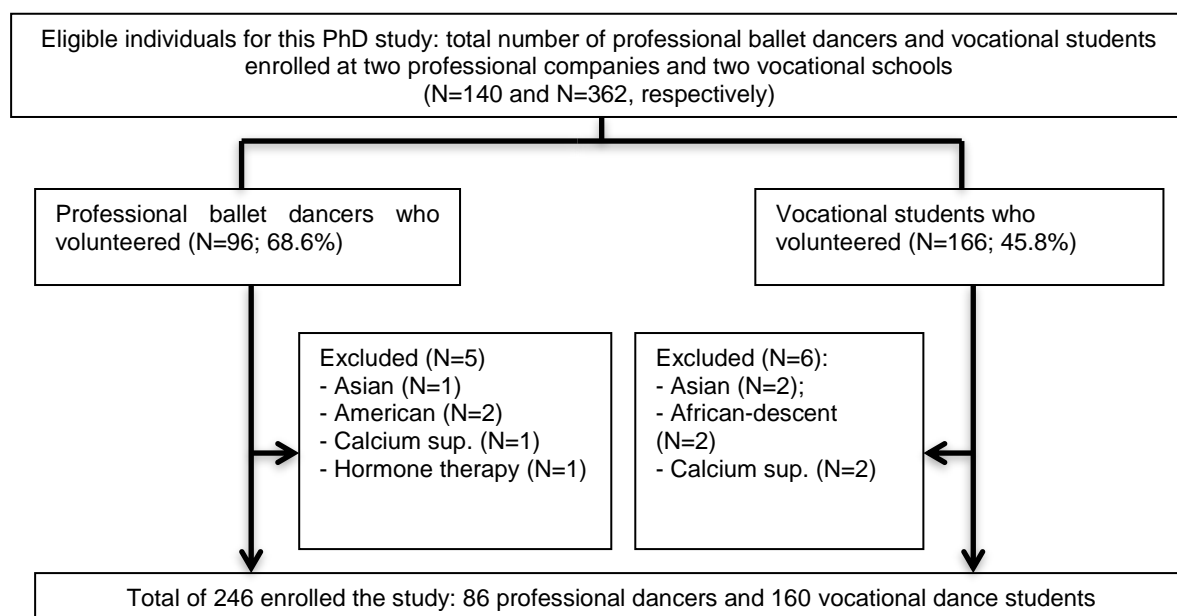 Eligible individuals for this PhD study: total number of professional ballet dancers and vocational students
enrolled at two professional companies and two vocational schools
(N=140 and N=362, respectively)
Professional ballet dancers who
volunteered (N=96; 68.6%)
Vocational students who
volunteered (N=166; 45.8%)
Excluded (N=5)
- Asian (N=1)
- American (N=2)
- Calcium sup. (N=1)
- Hormone therapy (N=1)
Excluded (N=6):
- Asian (N=2);
- African-descent
(N=2)
- Calcium sup. (N=2)
Total of 246 enrolled the study: 86 professional dancers and 160 vocational dance students